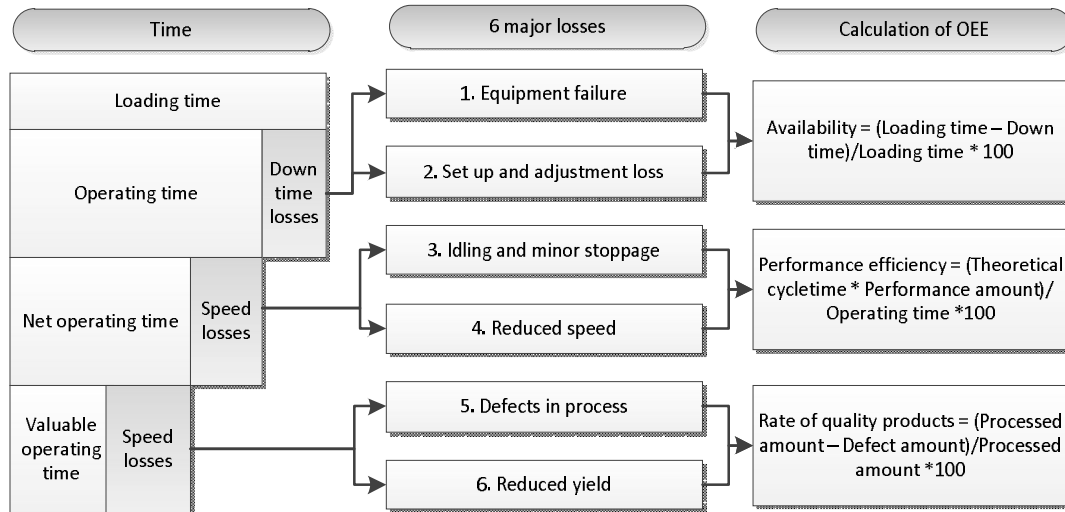 Time
6 major losses
Calculation of OEE
Loading time
Operating time
Down
time
losses
Net operating time
Speed
losses
Valuable
operating
time
Speed
losses
1. Equipment failure
2. Set up and adjustment loss
3. Idling and minor stoppage
4. Reduced speed
5. Defects in process
6. Reduced yield
Availability = (Loading time – Down
time)/Loading time * 100
Performance efficiency = (Theoretical
cycletime * Performance amount)/
Operating time *100
Rate of quality products = (Processed
amount – Defect amount)/Processed
amount *100